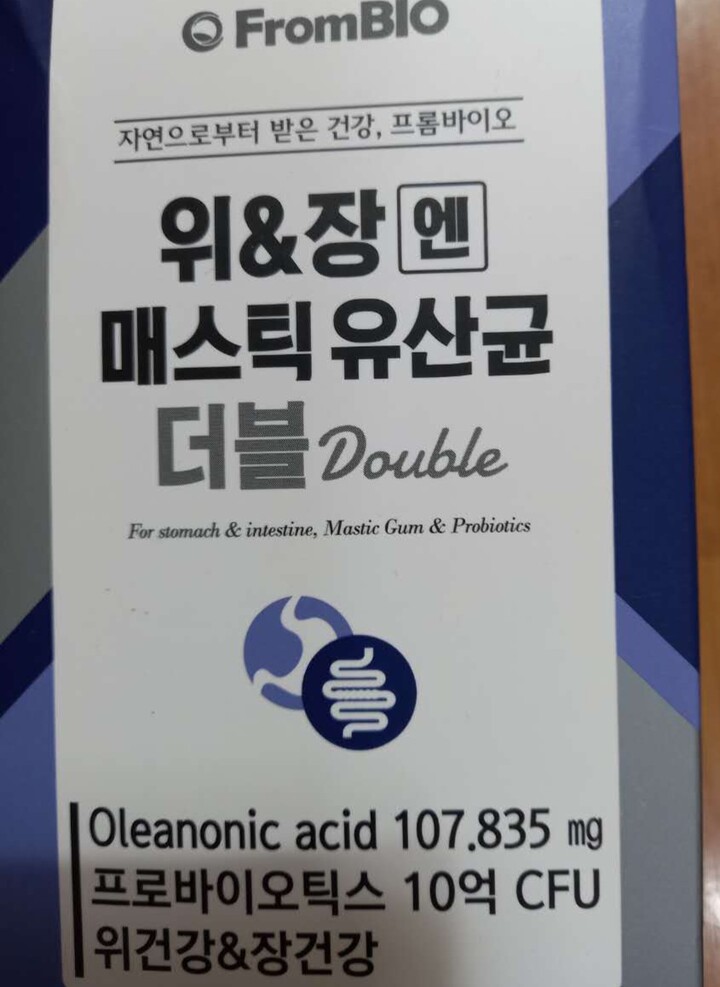 FromBIO
자연으로부터 받은 건강, 프롬바이오
위&장 엔
매스틱 유산균
더블 Double
For stomach & intestine, Mastic Gum & Probiotics
Oleanonic acid 107.835 mg
프로바이오틱스 10억 CFU
위건강&장건강